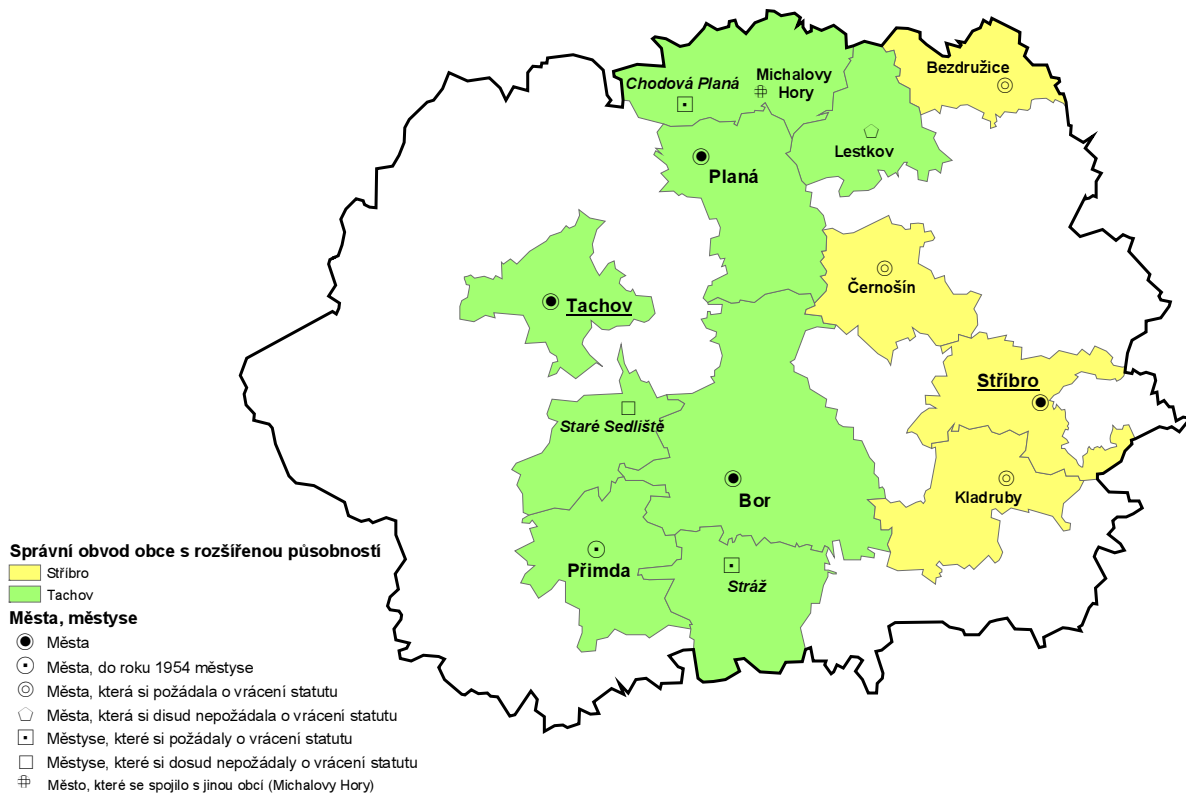 Bezdružice
Chodová Planá
Michalovy
Hory
Lestkov
Planá
Černošín
Tachov
Stříbro
Staré Sedliště
Bor
Kladruby
Přimda
Stráž
Správní obvod obce s rozšířenou působností
Stříbro
Tachov
Města, městyse
Města
Města, do roku 1954 městyse
Města, která si požádala o vrácení statutu
Města, která si disud nepožádala o vrácení statutu
Městyse, které si požádaly o vrácení statutu
Městyse, které si dosud nepožádaly o vrácení statutu
Město, které se spojilo s jinou obcí (Michalovy Hory)